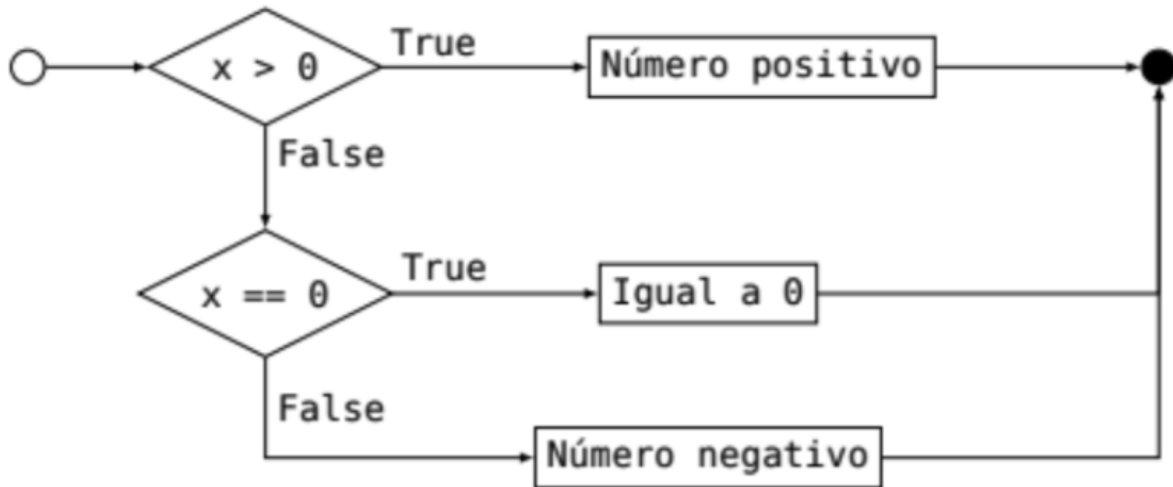 x > 0
True
Número positivo
False
x == 0
True
Igual a 0
False
Número negativo